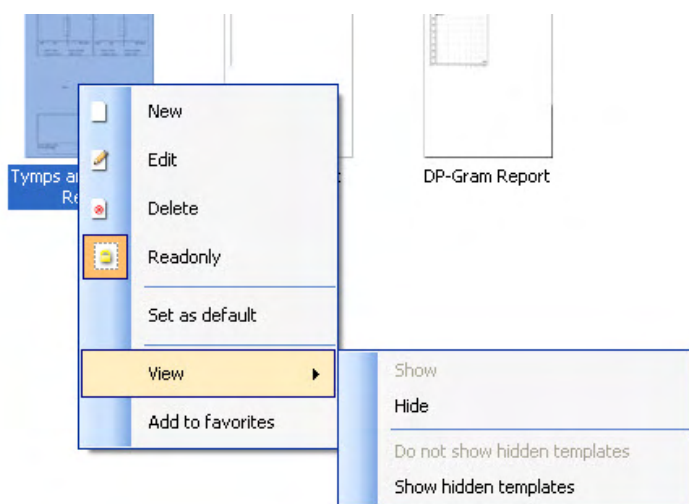 New
Edit
Tymps a
DP-Gram Report
Re
Delete
Readonly
Set as default
View
Show
Hide
Add to favorites
Do not show hidden templates
Show hidden templates